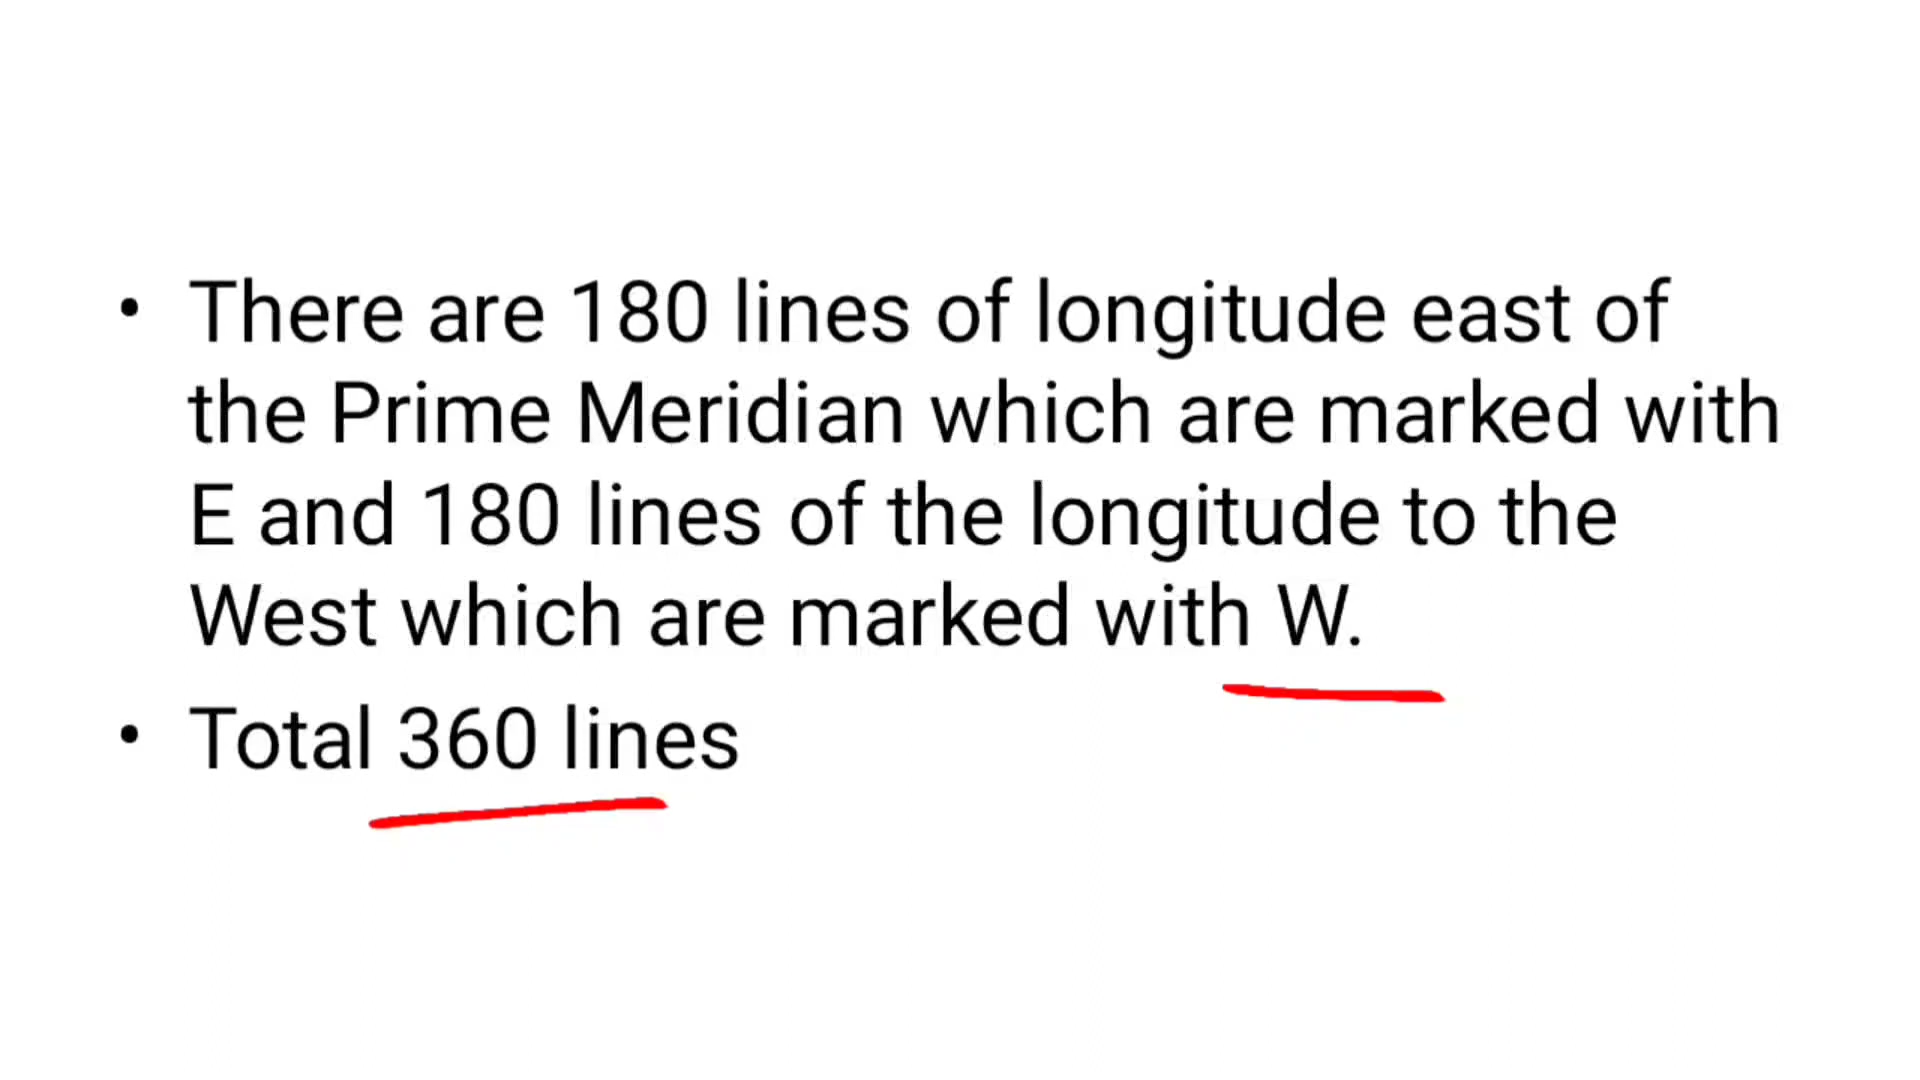 • There are 180 lines of longitude east of
the Prime Meridian which are marked with
E and 180 lines of the longitude to the
West which are marked with W.
• Total 360 lines